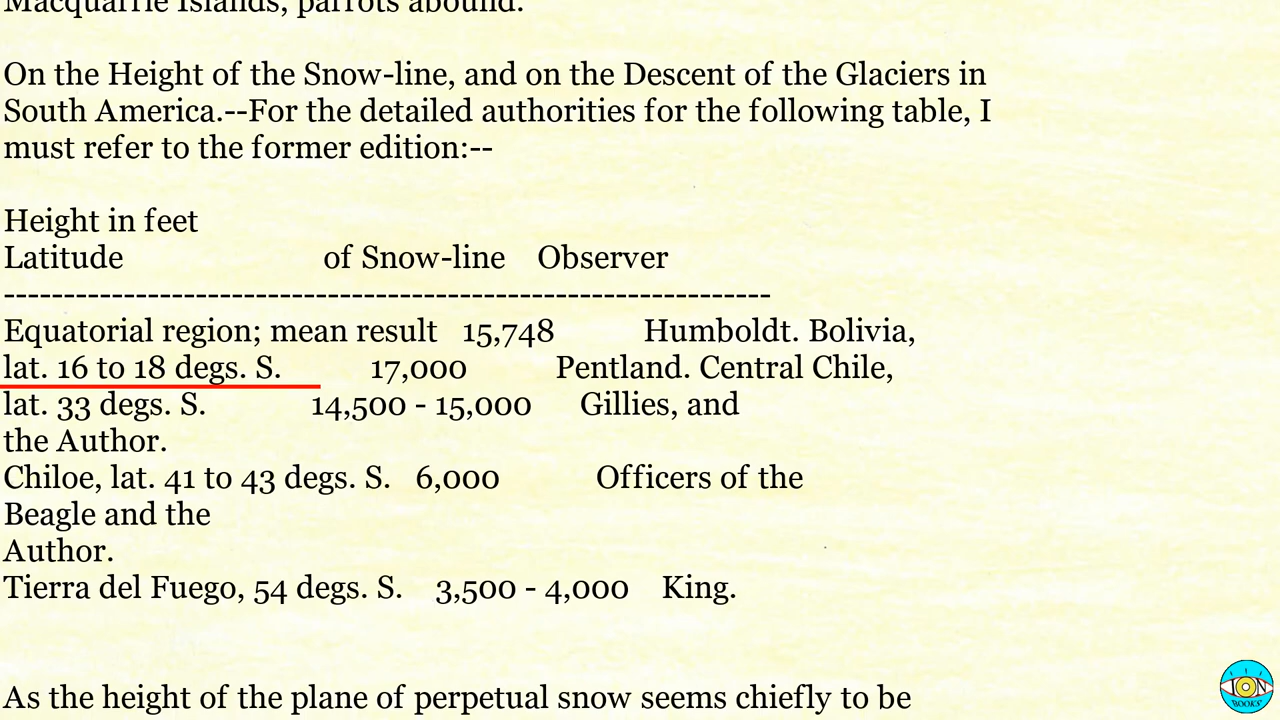 Macquarrie Islands, parrots abound.
On the Height of the Snow-line, and on the Descent of the Glaciers in
South America.--For the detailed authorities for the following table, I
must refer to the former edition:--
Height in feet
Latitude of Snow-line Observer
----------------------------------------------------------------
Equatorial region; mean result 15,748 Humboldt. Bolivia,
lat. 16 to 18 degs. S. 17,000 Pentland. Central Chile,
lat. 33 degs. S. 14,500 - 15,000 Gillies, and
the Author.
Chiloe, lat. 41 to 43 degs. S. 6,000 Officers of the
Beagle and the
Author.
Tierra del Fuego, 54 degs. S. 3,500 - 4,000 King.
As the height of the plane of perpetual snow seems chiefly to be
ION
BOOKS